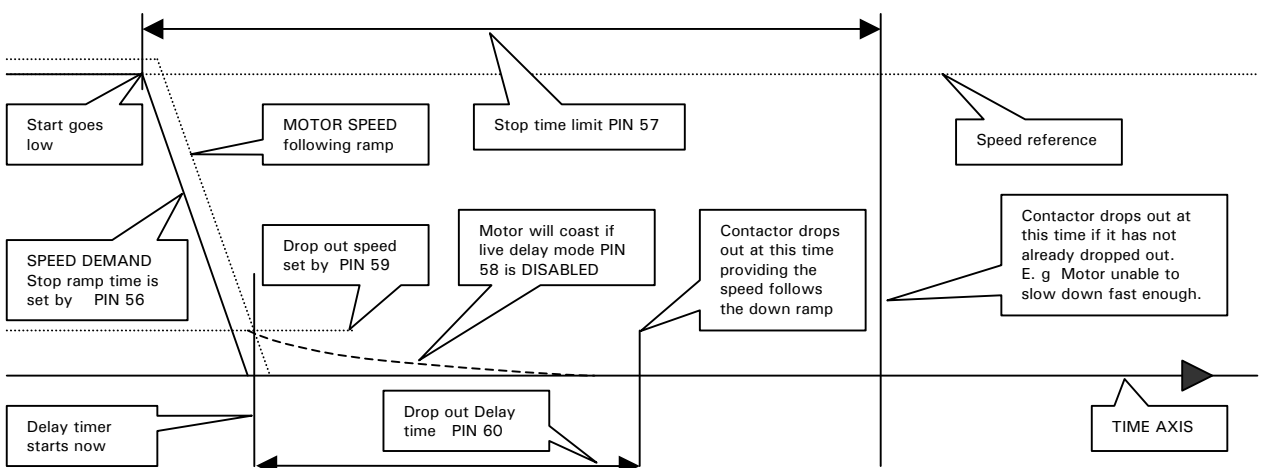 Start goes
low
MOTOR SPEED
following ramp
Stop time limit PIN 57
Speed reference
SPEED DEMAND
Stop ramp time is
set by PIN 56
Drop out speed
set by PIN 59
Motor will coast if
live delay mode PIN
58 is DISABLED
Contactor drops
out at this time
providing the
speed follows
the down ramp
Contactor drops out at
this time if it has not
already dropped out.
E. g Motor unable to
slow down fast enough.
Delay timer
starts now
Drop out Delay
time PIN 60
TIME AXIS